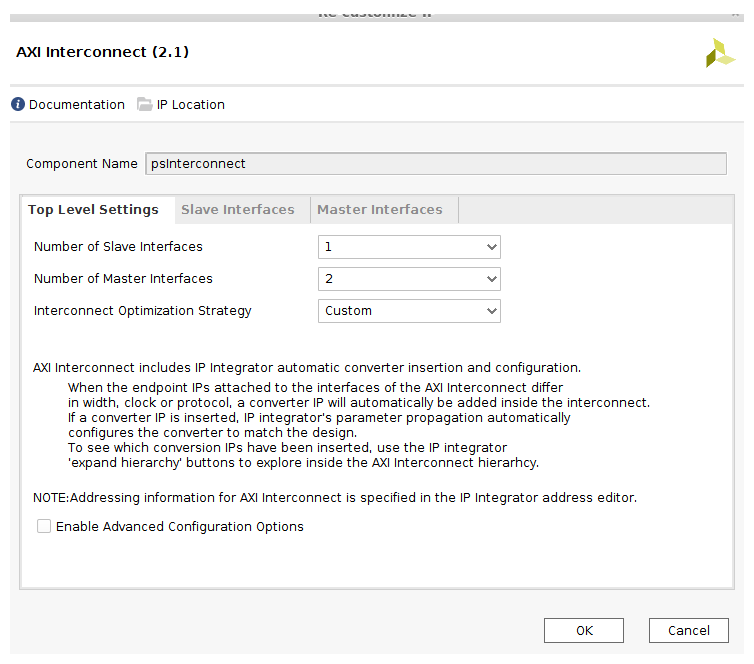 AXI Interconnect (2.1)
Documentation IP Location
Component Name psInterconnect
Top Level Settings Slave Interfaces Master Interfaces
Number of Slave Interfaces 1
Number of Master Interfaces 2
Interconnect Optimization Strategy Custom
AXI Interconnect includes IP Integrator automatic converter insertion and configuration.
When the endpoint IPs attached to the interfaces of the AXI Interconnect differ
in width, clock or protocol, a converter IP will automatically be added inside the interconnect.
If a converter IP is inserted, IP integrator's parameter propagation automatically
configures the converter to match the design.
To see which conversion IPs have been inserted, use the IP integrator
'expand hierarchy' buttons to explore inside the AXI Interconnect hierarhcy.
NOTE:Addressing information for AXI Interconnect is specified in the IP Integrator address editor.
Enable Advanced Configuration Options
OK Cancel